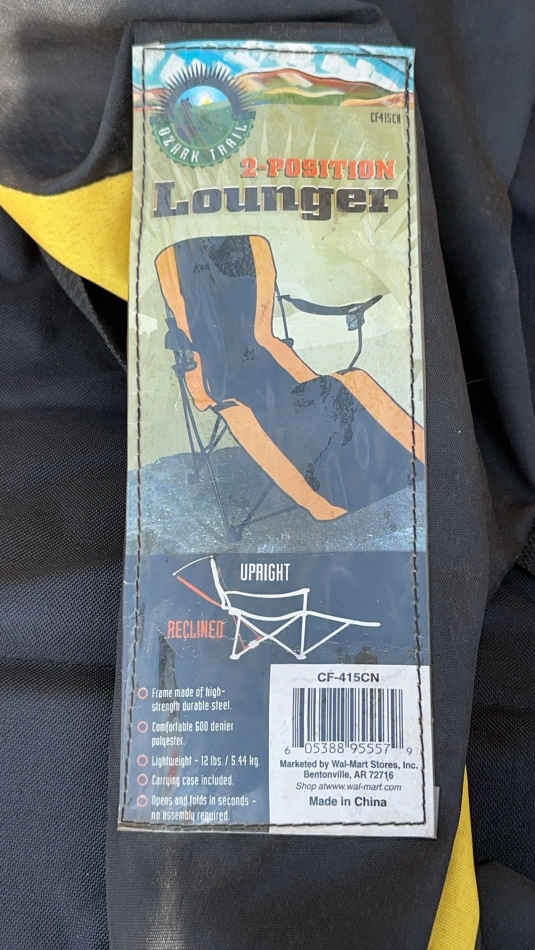 OZARK TRAIL
CF415CN
2-POSITION
Lounger
UPRIGHT
RECLINED
Frame made of high-
strength durable steel.
Comfortable 600 denier
polyester.
Lightweight - 12 lbs / 5.44 kg.
Carrying case included.
Opens and folds in seconds -
no assembly required
CF-415CN
6 05388 95557 9
Marketed by Wal-Mart Stores, Inc.
Bentonville, AR 72716
Shop atwww.wal-mart.com
Made in China